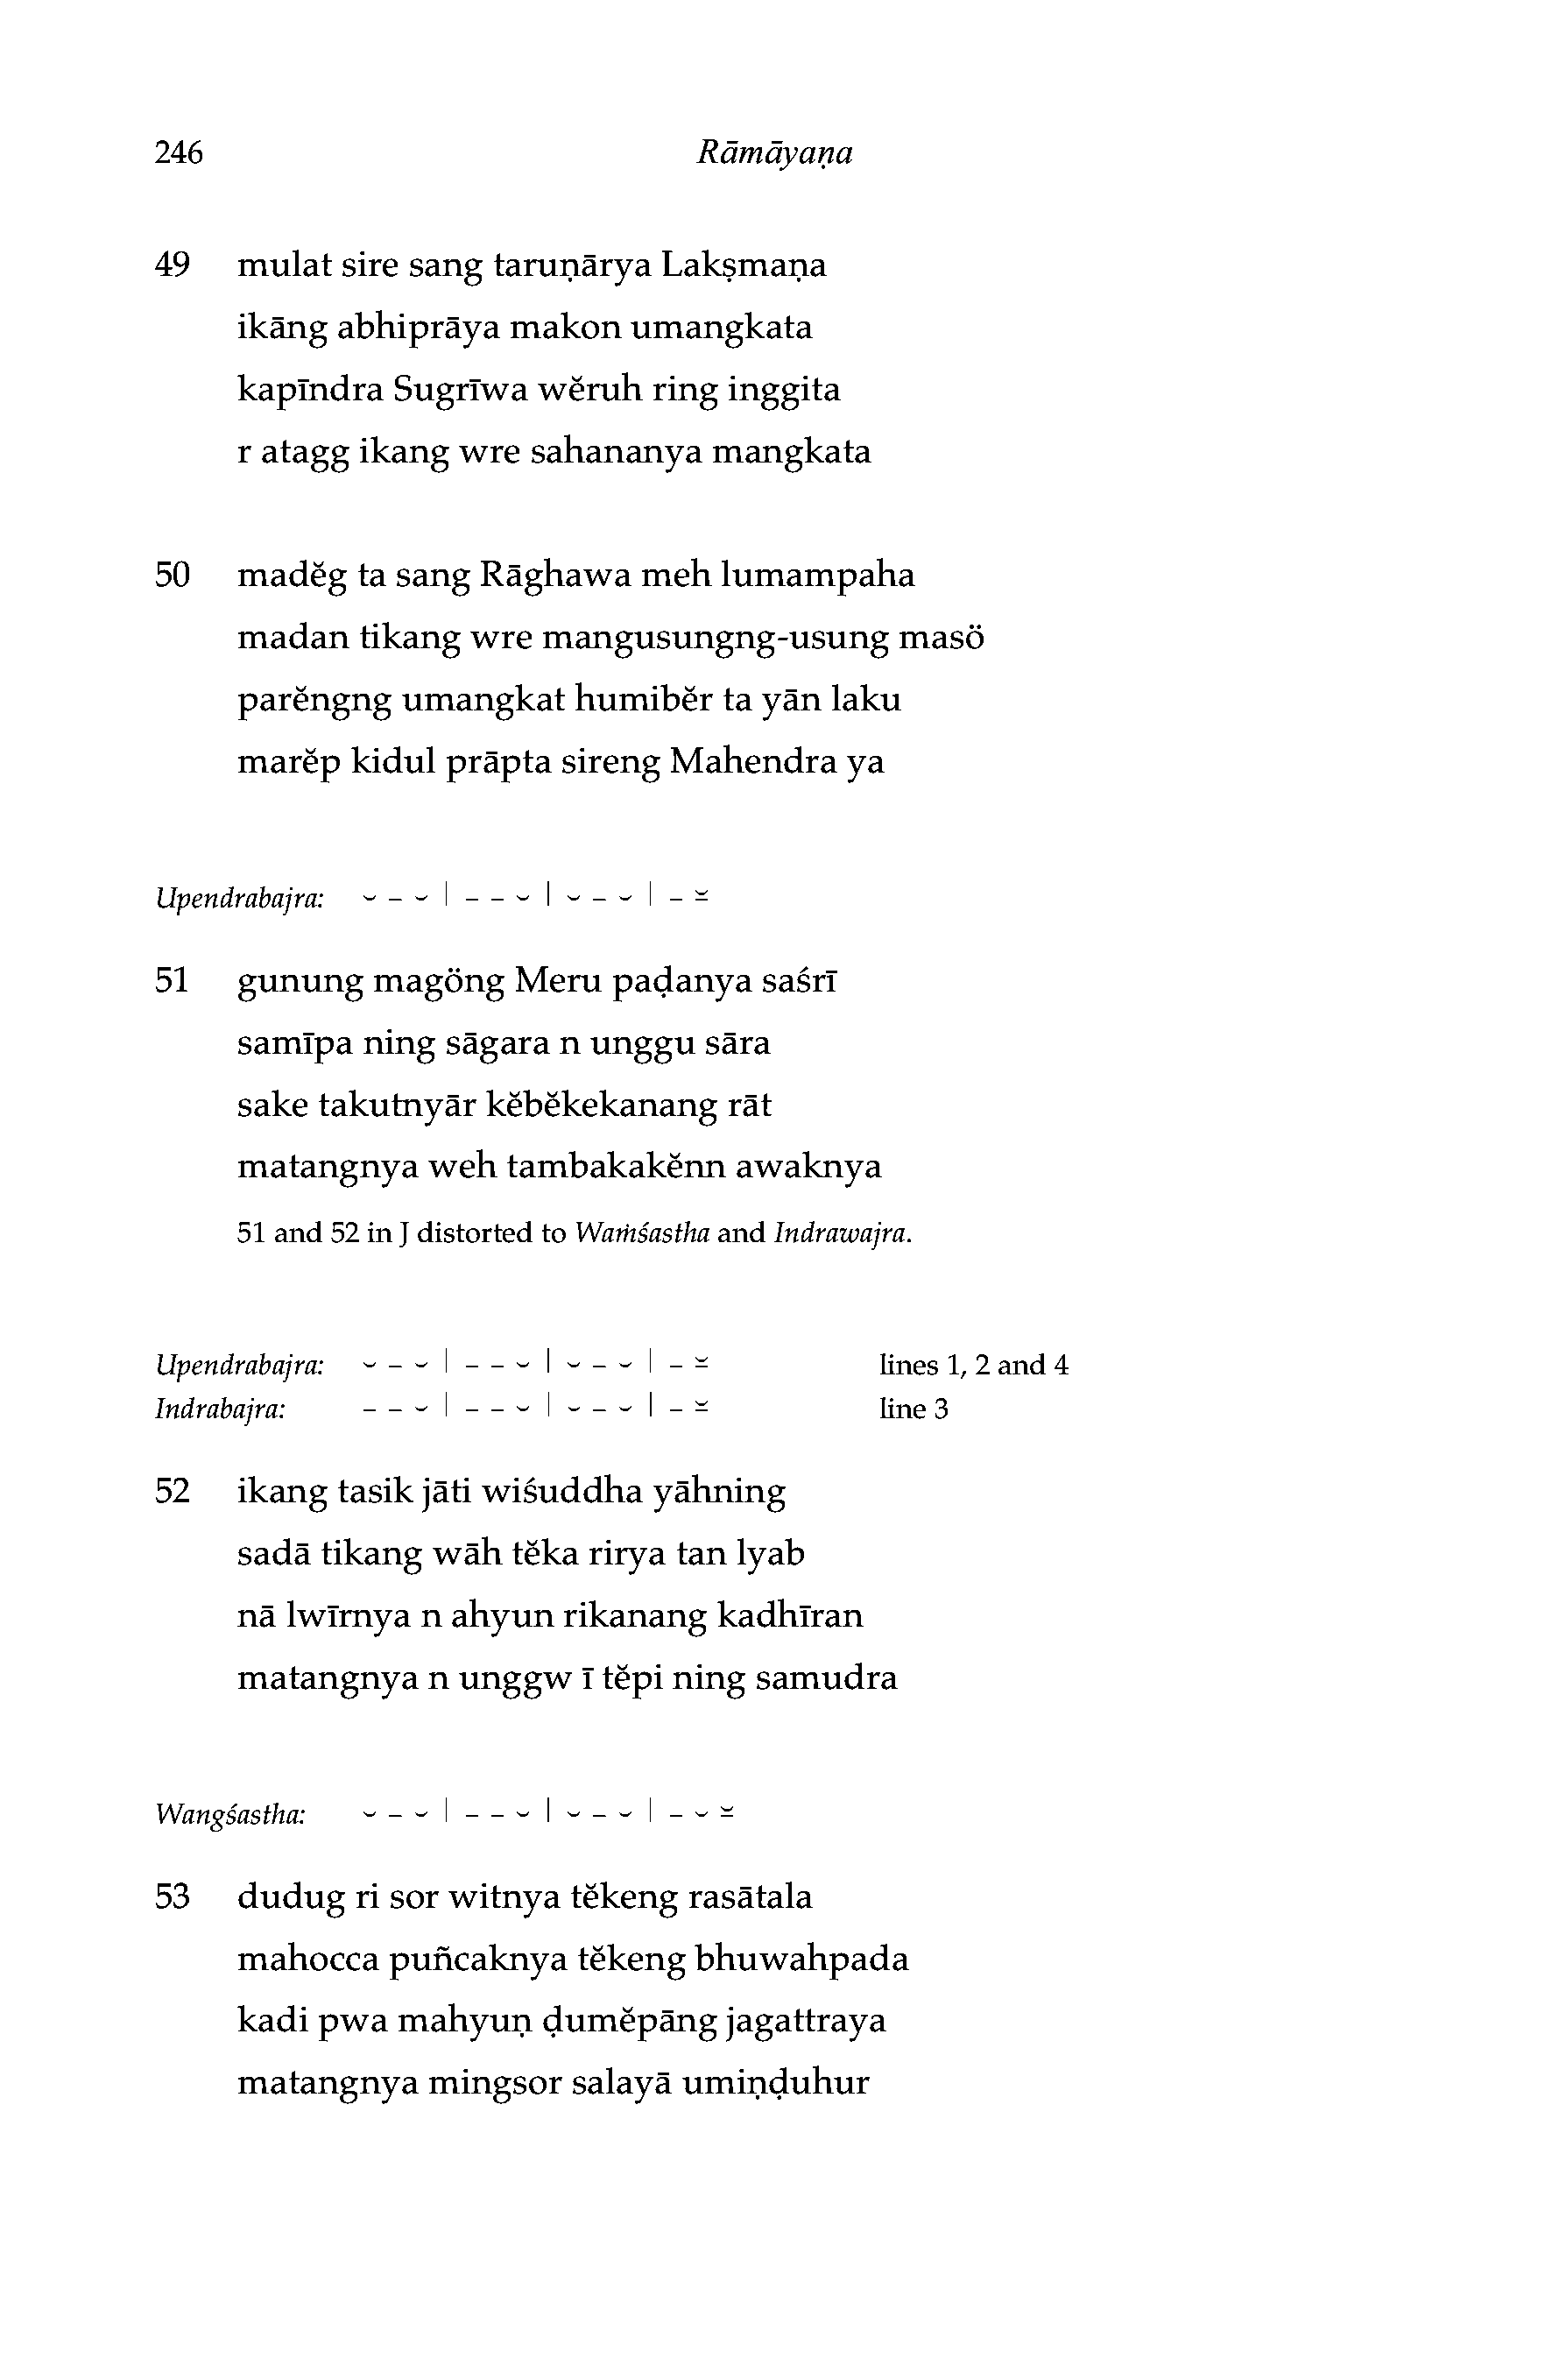 246 Rāmāyaṇa
49 mulat sire sang taruṇārya Lakṣmaṇa
ikāng abhiprāya makon umangkata
kapīndra Sugrīwa wĕruh ring inggita
r atagg ikang wre sahananya mangkata
50 madĕg ta sang Rāghawa meh lumampaha
madan tikang wre mangusungng-usung masö
parĕngng umangkat humibĕr ta yān laku
marĕp kidul prāpta sireng Mahendra ya
Upendrabajra: ⏑ – ⏑ | – – ⏑ | ⏑ – ⏑ | – ⏓
51 gunung magöng Meru paḍanya saśrī
samīpa ning sāgara n unggu sāra
sake takutnyār kĕbĕkekanang rāt
matangnya weh tambakakĕnn awaknya
51 and 52 in J distorted to Waṁśastha and Indrawajra.
Upendrabajra: ⏑ – ⏑ | – – ⏑ | ⏑ – ⏑ | – ⏓ lines 1, 2 and 4
Indrabajra: – – ⏑ | – – ⏑ | ⏑ – ⏑ | – ⏓ line 3
52 ikang tasik jāti wiśuddha yāhning
sadā tikang wāh tĕka rirya tan lyab
nā lwīrnya n ahyun rikanang kadhīran
matangnya n unggw ī tĕpi ning samudra
Wangśastha: ⏑ – ⏑ | – – ⏑ | ⏑ – ⏑ | – ⏑ ⏓
53 dudug ri sor witnya tĕkeng rasātala
mahocca puñcaknya tĕkeng bhuwahpada
kadi pwa mahyuṇ ḍumĕpāng jagattraya
matangnya mingsor salayā umiṇḍuhur